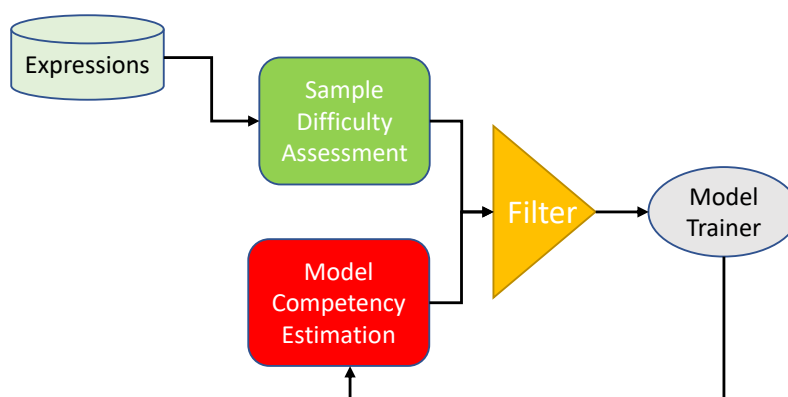 Expressions
Sample
Difficulty
Assessment
Filter
Model
Trainer
Model
Competency
Estimation